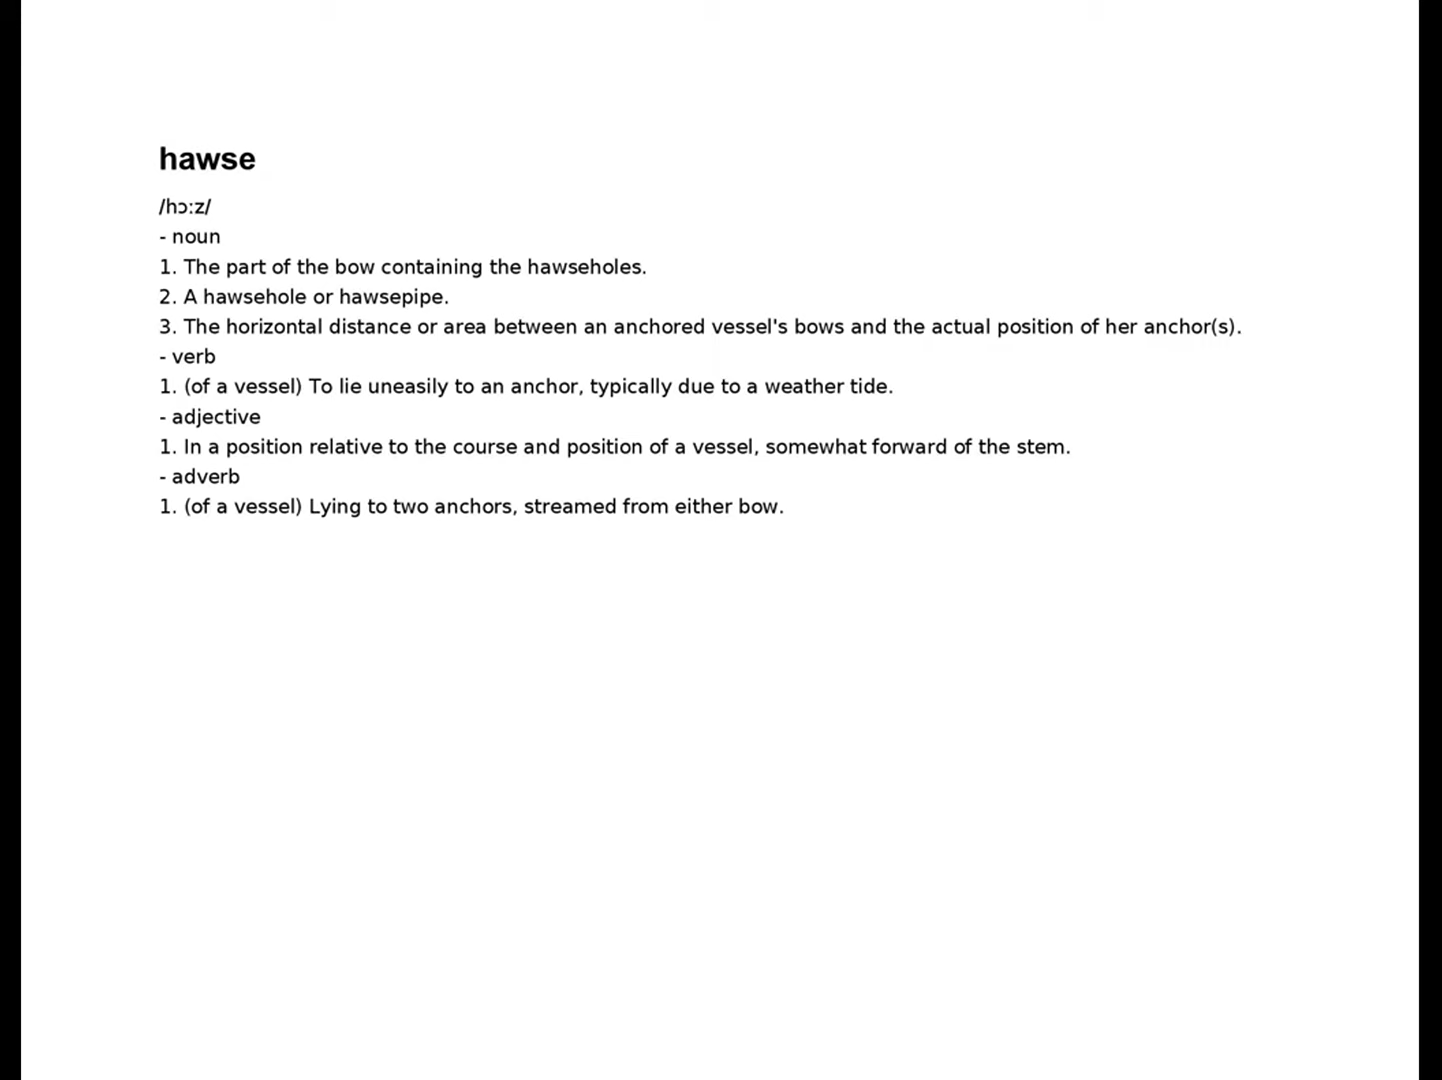 hawse
/hɔːz/
- noun
1. The part of the bow containing the hawseholes.
2. A hawsehole or hawsepipe.
3. The horizontal distance or area between an anchored vessel's bows and the actual position of her anchor(s).
- verb
1. (of a vessel) To lie uneasily to an anchor, typically due to a weather tide.
- adjective
1. In a position relative to the course and position of a vessel, somewhat forward of the stem.
- adverb
1. (of a vessel) Lying to two anchors, streamed from either bow.